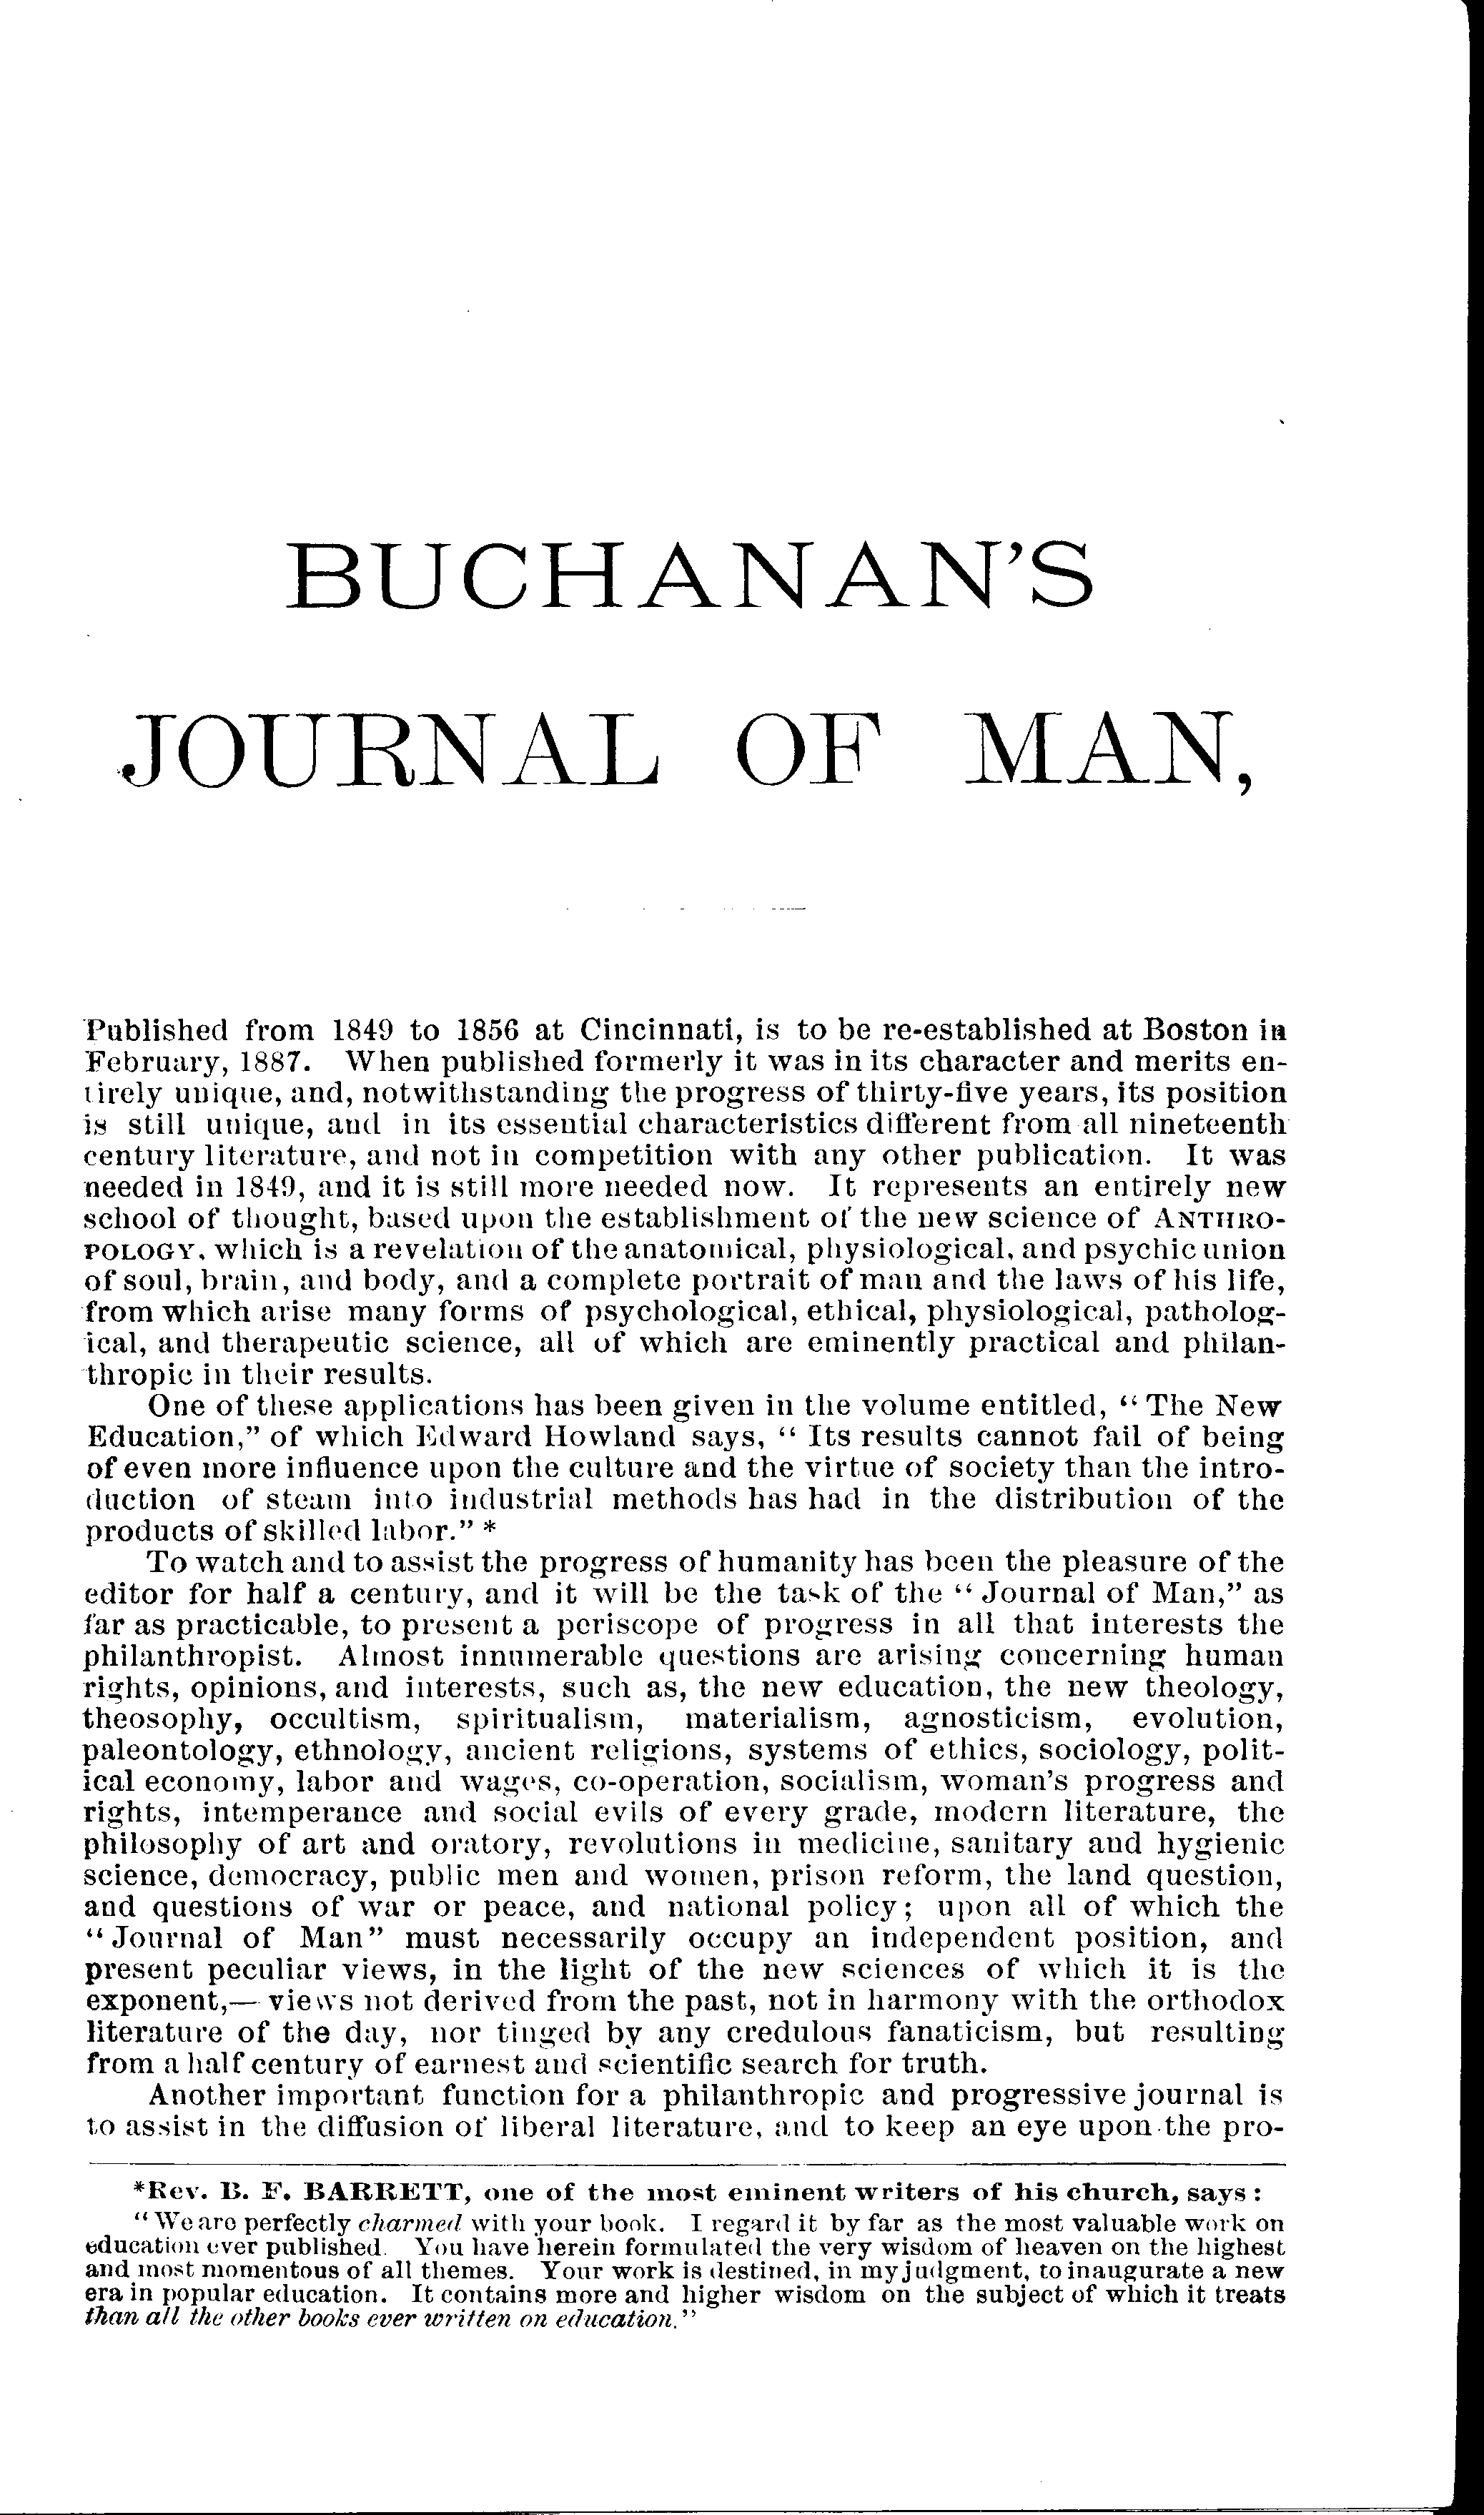 BUCHANAN'S
JOURNAL OF MAN,
Published from 1849 to 1856 at Cincinnati, is to be re-established at Boston in
February, 1887. When published formerly it was in its character and merits en-
tirely unique, and, notwithstanding the progress of thirty-five years, its position
is still unique, and in its essential characteristics different from all nineteenth
century literature, and not in competition with any other publication. It was
needed in 1849, and it is still more needed now. It represents an entirely new
school of thought, based upon the establishment of the new science of ANTHRO-
POLOGY, which is a revelation of the anatomical, physiological, and psychic union
of soul, brain, and body, and a complete portrait of man and the laws of his life,
from which arise many forms of psychological, ethical, physiological, patholog-
ical, and therapeutic science, all of which are eminently practical and philan-
thropic in their results.
One of these applications has been given in the volume entitled, "The New
Education," of which Edward Howland says, "Its results cannot fail of being
of even more influence upon the culture and the virtue of society than the intro-
duction of steam into industrial methods has had in the distribution of the
products of skilled labor." *
To watch and to assist the progress of humanity has been the pleasure of the
editor for half a century, and it will be the task of the "Journal of Man," as
far as practicable, to present a periscope of progress in all that interests the
philanthropist. Almost innumerable questions are arising concerning human
rights, opinions, and interests, such as, the new education, the new theology,
theosophy, occultism, spiritualism, materialism, agnosticism, evolution,
paleontology, ethnology, ancient religions, systems of ethics, sociology, polit-
ical economy, labor and wages, co-operation, socialism, woman's progress and
rights, intemperance and social evils of every grade, modern literature, the
philosophy of art and oratory, revolutions in medicine, sanitary and hygienic
science, democracy, public men and women, prison reform, the land question,
and questions of war or peace, and national policy; upon all of which the
"Journal of Man" must necessarily occupy an independent position, and
present peculiar views, in the light of the new sciences of which it is the
exponent,— views not derived from the past, not in harmony with the orthodox
literature of the day, nor tinged by any credulous fanaticism, but resulting
from a half century of earnest and scientific search for truth.
Another important function for a philanthropic and progressive journal is
to assist in the diffusion of liberal literature, and to keep an eye upon the pro-
*Rev. B. F. BARRETT, one of the most eminent writers of his church, says:
"We are perfectly charmed with your book. I regard it by far as the most valuable work on
education ever published. You have herein formulated the very wisdom of heaven on the highest
and most momentous of all themes. Your work is destined, in my judgment, to inaugurate a new
era in popular education. It contains more and higher wisdom on the subject of which it treats
than all the other books ever written on education."